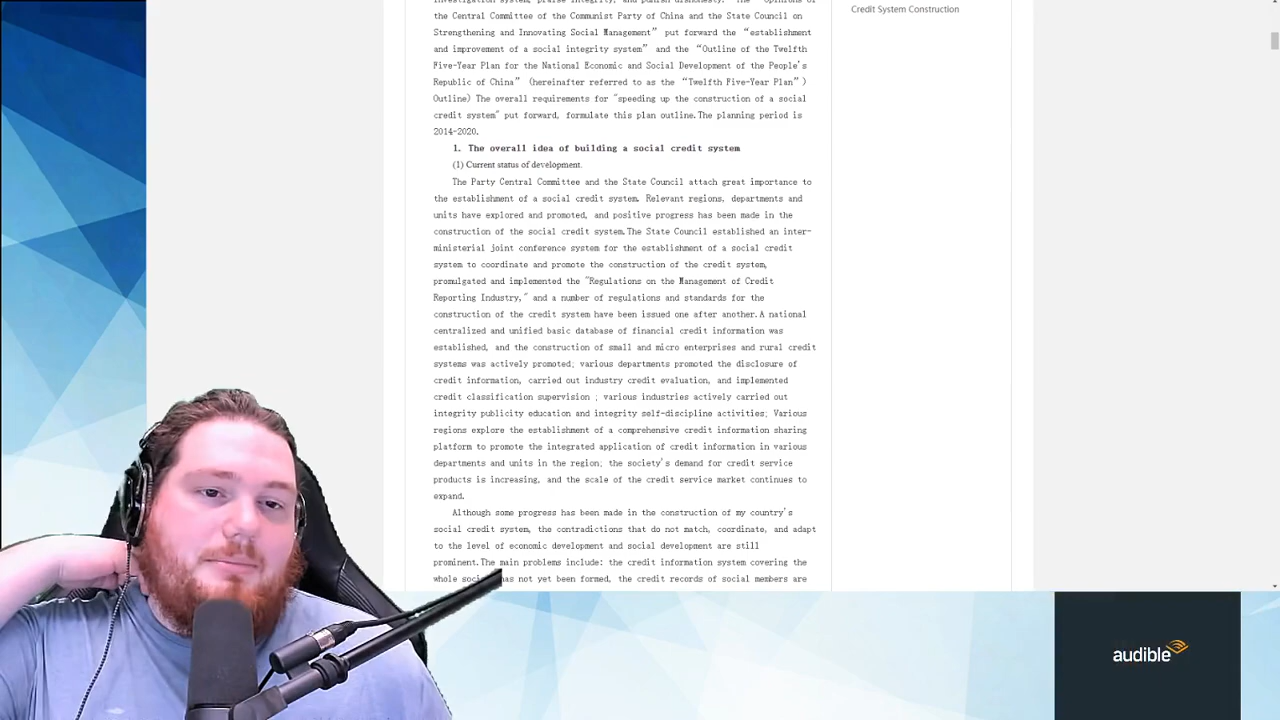 investigation system, praise integrity, and punish dishonesty. The "Opinions of
the Central Committee of the Communist Party of China and the State Council on
Strengthening and Innovating Social Management" put forward the “establishment
and improvement of a social integrity system” and the “Outline of the Twelfth
Five-Year Plan for the National Economic and Social Development of the People's
Republic of China” (hereinafter referred to as the “Twelfth Five-Year Plan”)
Outline) The overall requirements for "speeding up the construction of a social
credit system" put forward, formulate this plan outline.The planning period is
2014-2020.
1. The overall idea of building a social credit system
(1) Current status of development.
The Party Central Committee and the State Council attach great importance to
the establishment of a social credit system. Relevant regions, departments and
units have explored and promoted, and positive progress has been made in the
construction of the social credit system.The State Council established an inter-
ministerial joint conference system for the establishment of a social credit
system to coordinate and promote the construction of the credit system,
promulgated and implemented the "Regulations on the Management of Credit
Reporting Industry," and a number of regulations and standards for the
construction of the credit system have been issued one after another.A national
centralized and unified basic database of financial credit information was
established, and the construction of small and micro enterprises and rural credit
systems was actively promoted; various departments promoted the disclosure of
credit information, carried out industry credit evaluation, and implemented
credit classification supervision ; various industries actively carried out
integrity publicity education and integrity self-discipline activities; Various
regions explore the establishment of a comprehensive credit information sharing
platform to promote the integrated application of credit information in various
departments and units in the region; the society's demand for credit service
products is increasing, and the scale of the credit service market continues to
expand.
Although some progress has been made in the construction of my country's
social credit system, the contradictions that do not match, coordinate, and adapt
to the level of economic development and social development are still
prominent.The main problems include: the credit information system covering the
whole has not yet been formed, the credit records of social members are
Credit System Construction
audible